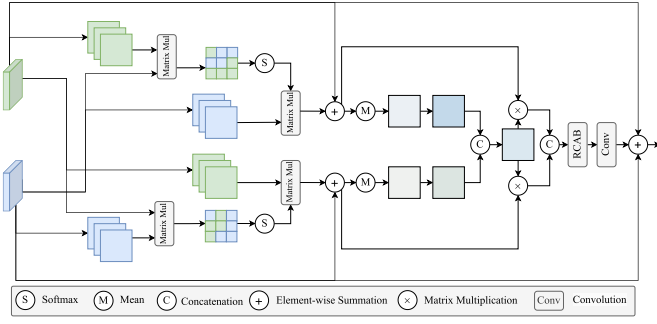 Matrix Mul
S
Matrix Mul
+
M
C
×
C
RCAB
Conv
+
Matrix Mul
Matrix Mul
S
+
M
×
S Softmax M Mean C Concatenation + Element-wise Summation × Matrix Multiplication Conv Convolution